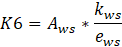 K6 = A_ws * k_ws / e_ws